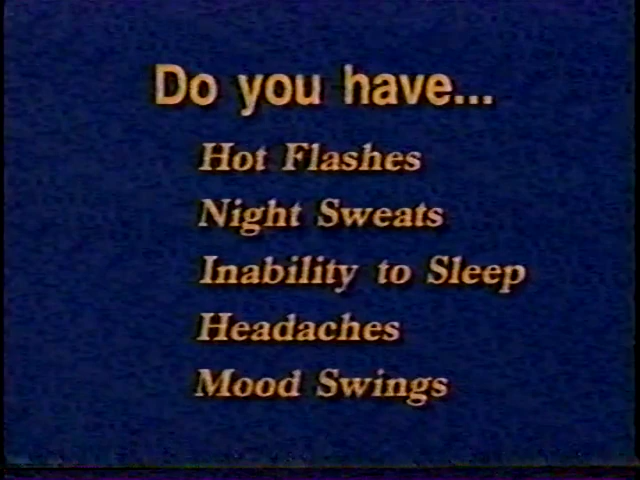 Do you have...
Hot Flashes
Night Sweats
Inability to Sleep
Headaches
Mood Swings